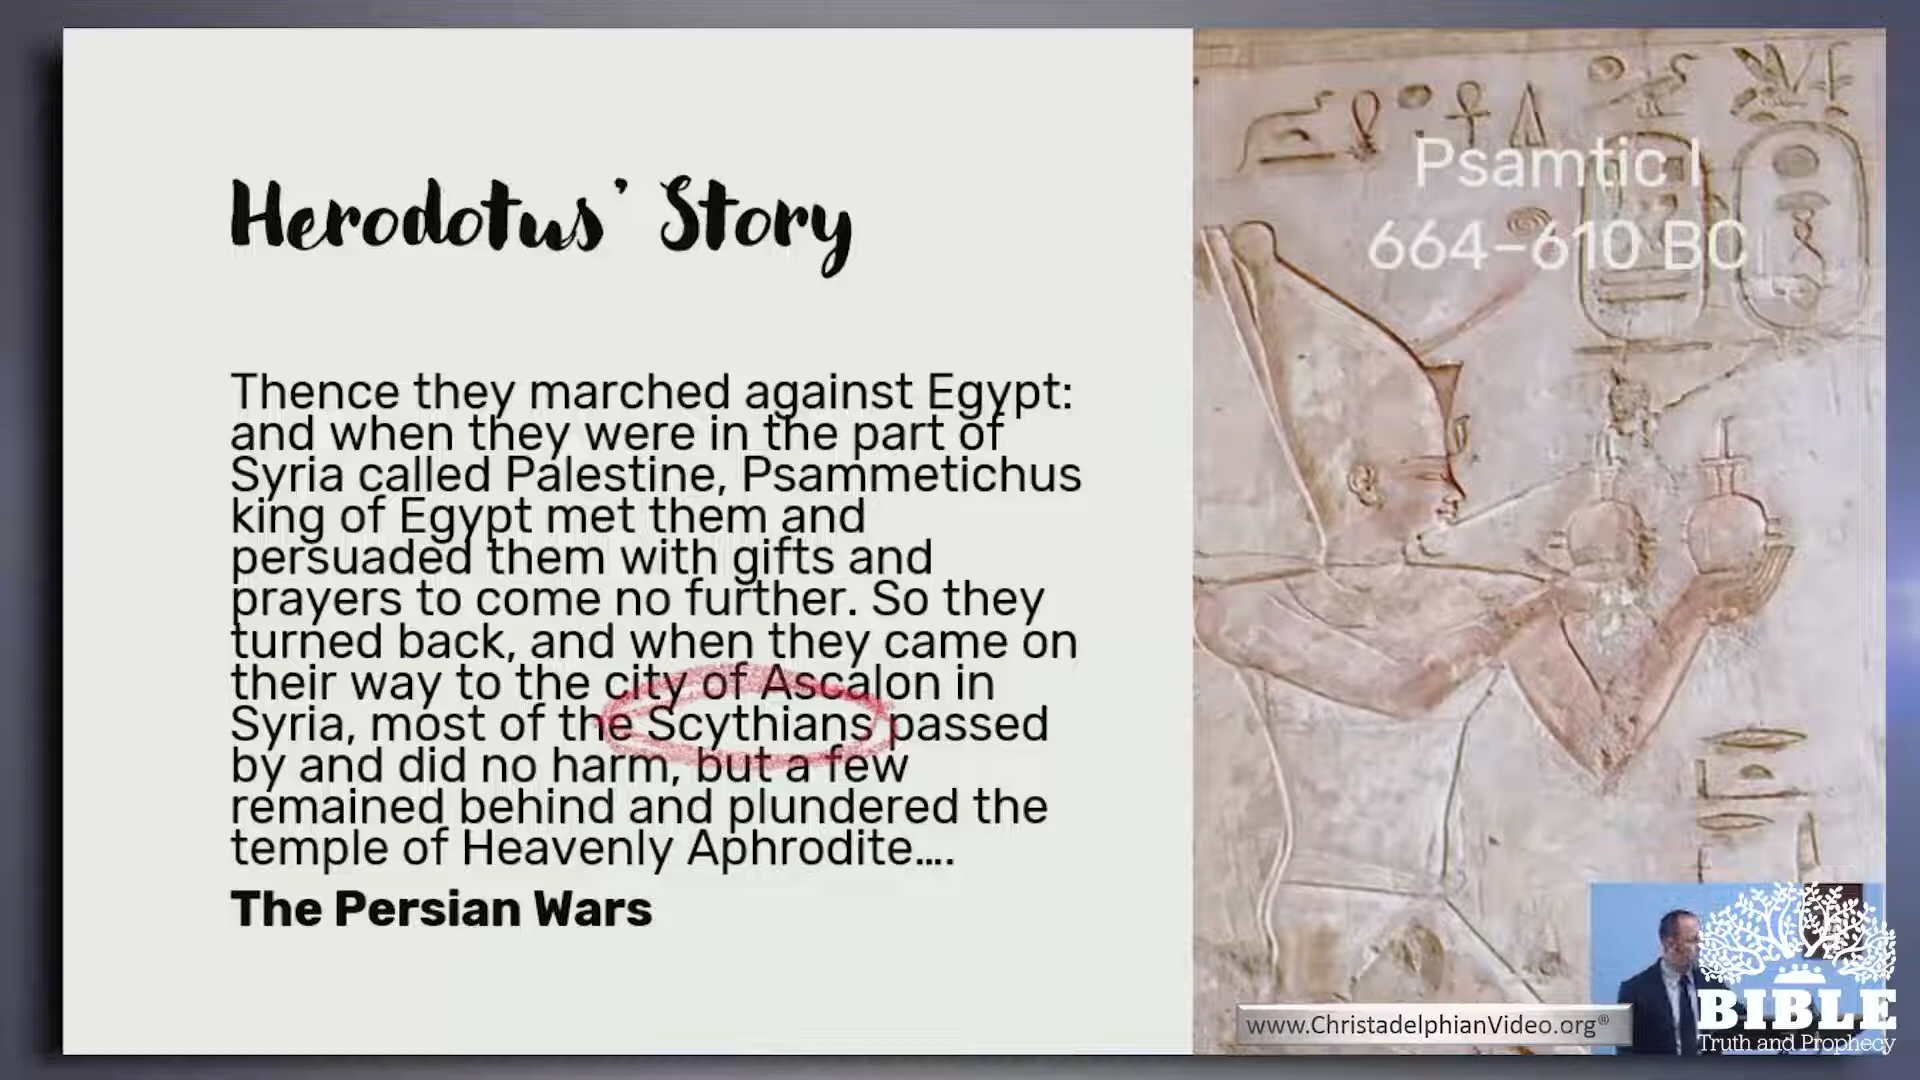 Herodotus' Story
Thence they marched against Egypt:
and when they were in the part of
Syria called Palestine, Psammetichus
king of Egypt met them and
persuaded them with gifts and
prayers to come no further. So they
turned back, and when they came on
their way to the city of Ascalon in
Syria, most of the Scythians passed
by and did no harm, but a few
remained behind and plundered the
temple of Heavenly Aphrodite....
The Persian Wars
Psamtic I
664–610 BC
www.ChristadelphianVideo.org®
BIBLE
Truth and Prophecy